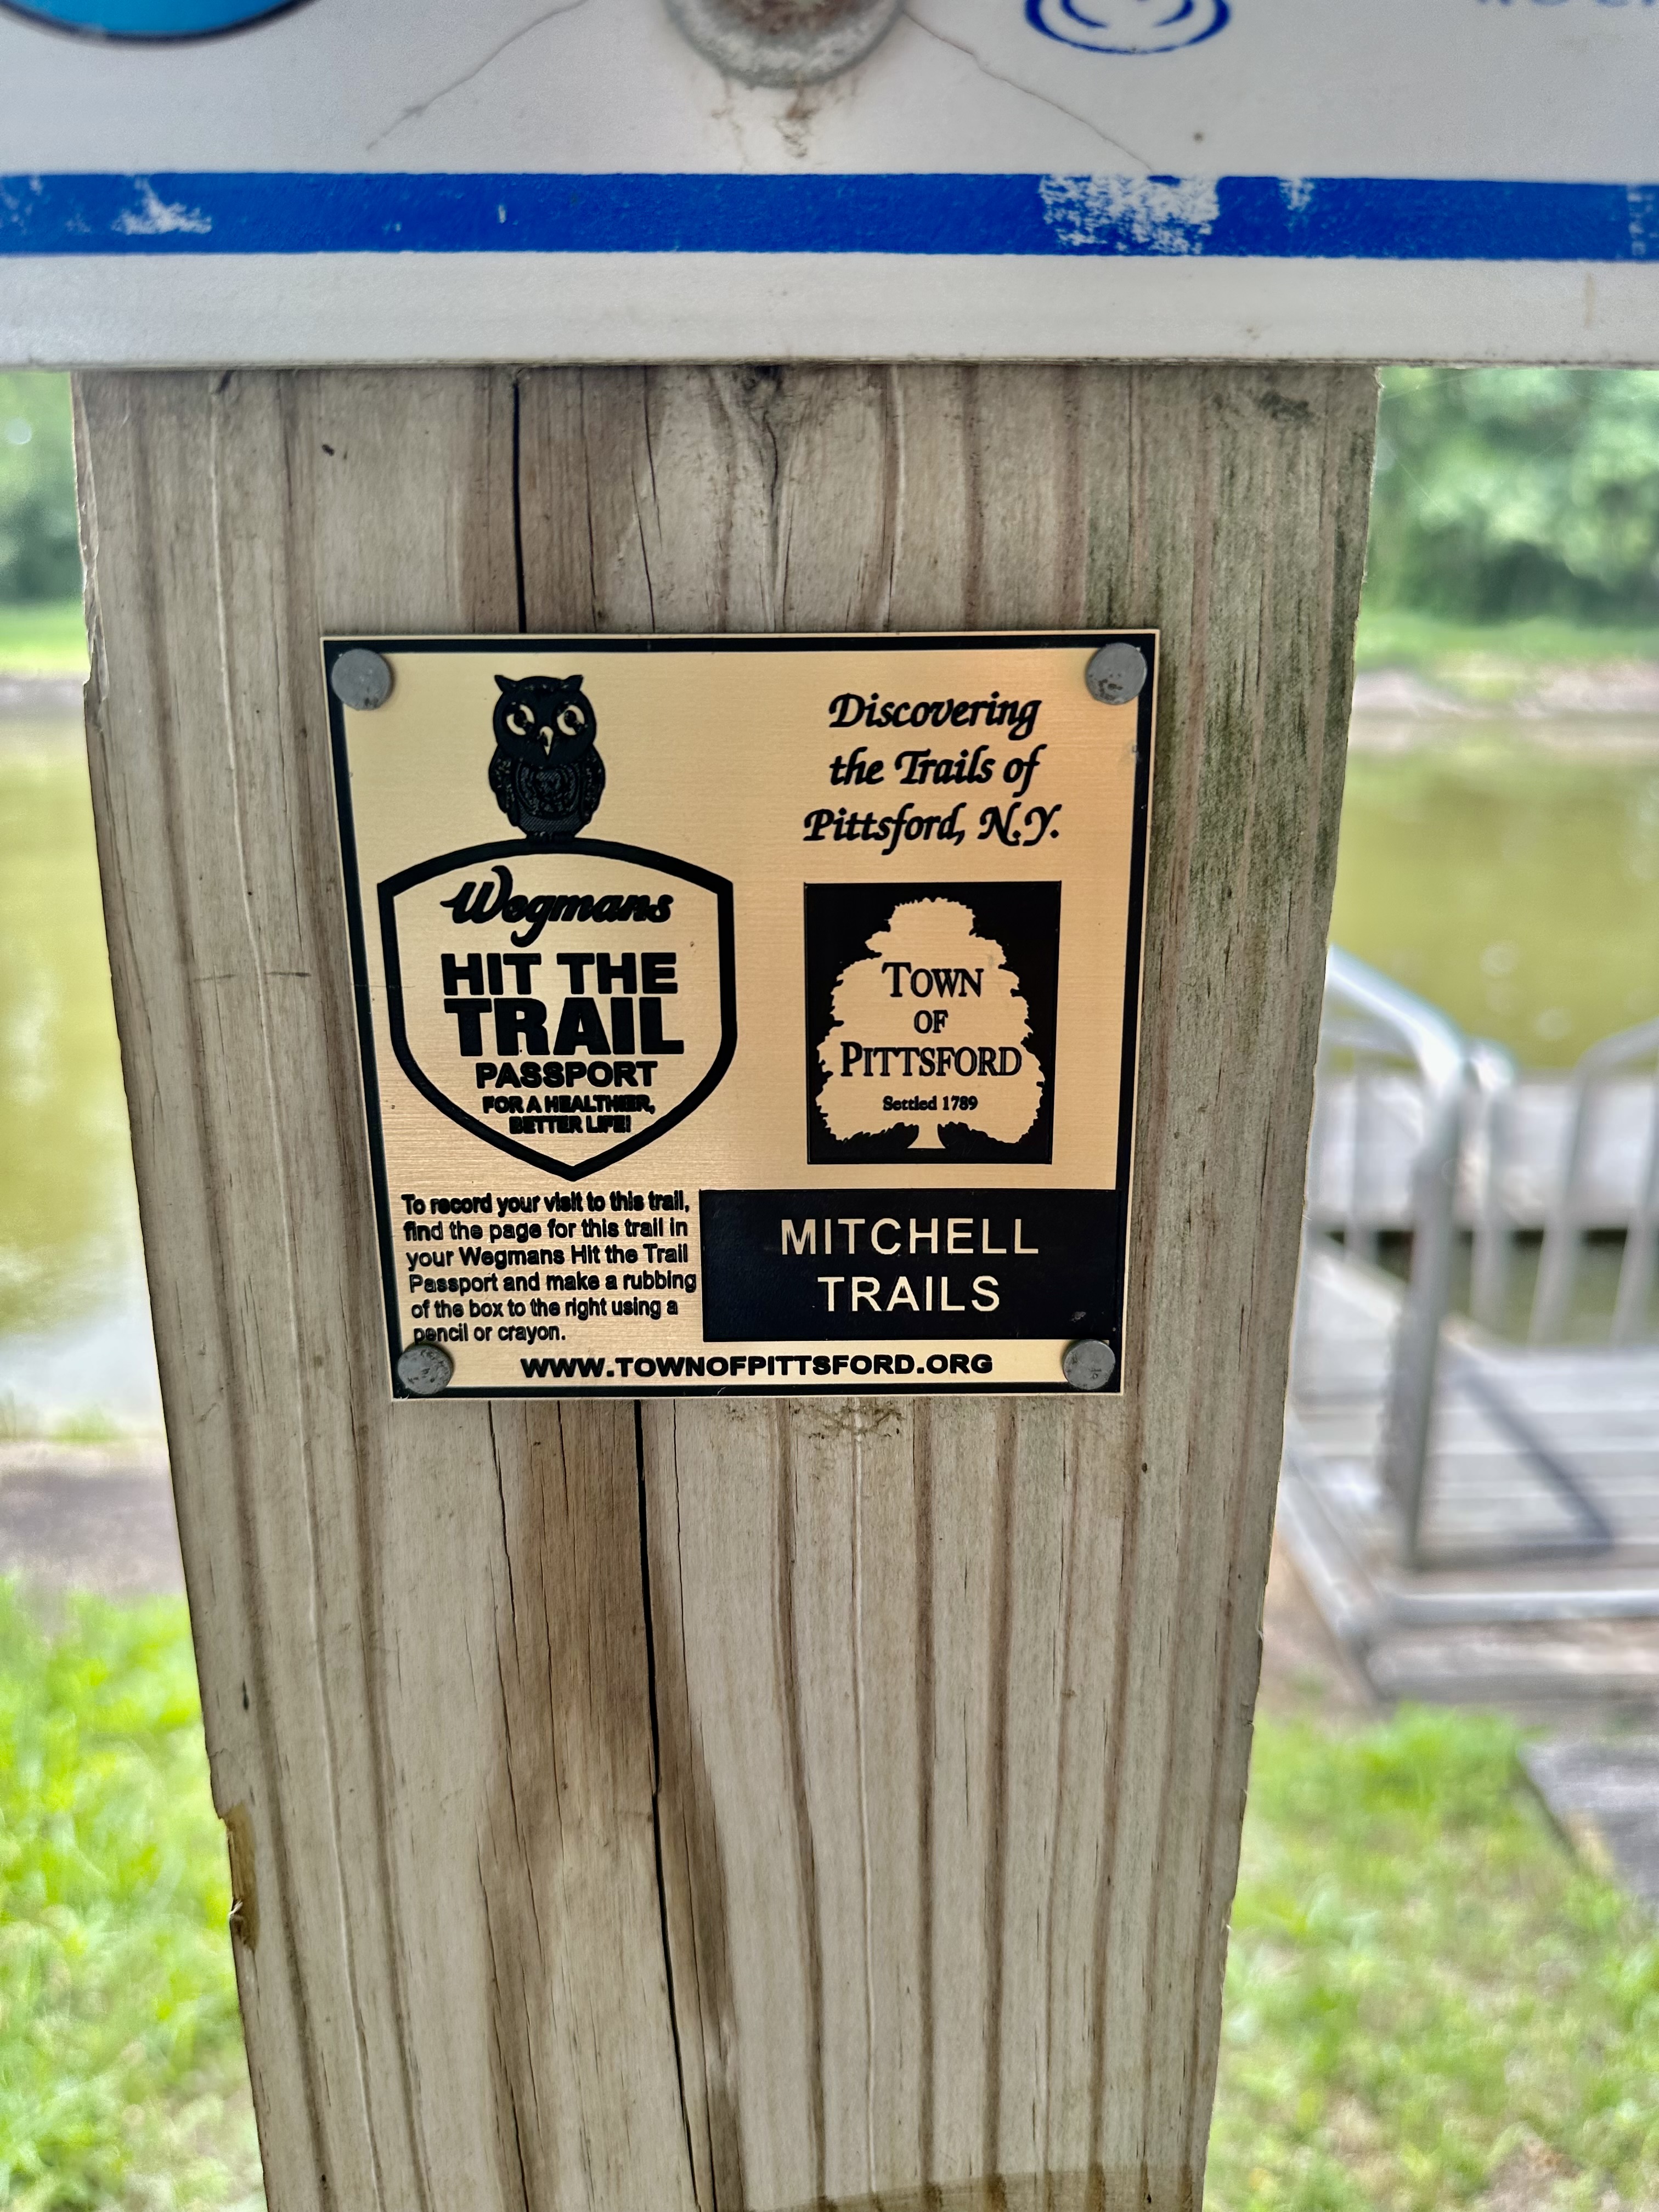 Discovering
the Trails of
Pittsford, N.Y.
Wegmans
HIT THE
TRAIL
PASSPORT
FOR A HEALTHIER,
BETTER LIFE!
TOWN
OF
PITTSFORD
Settled 1789
To record your visit to this trail,
find the page for this trail in
your Wegmans Hit the Trail
Passport and make a rubbing
of the box to the right using a
pencil or crayon.
MITCHELL
TRAILS
WWW.TOWNOFPITTSFORD.ORG